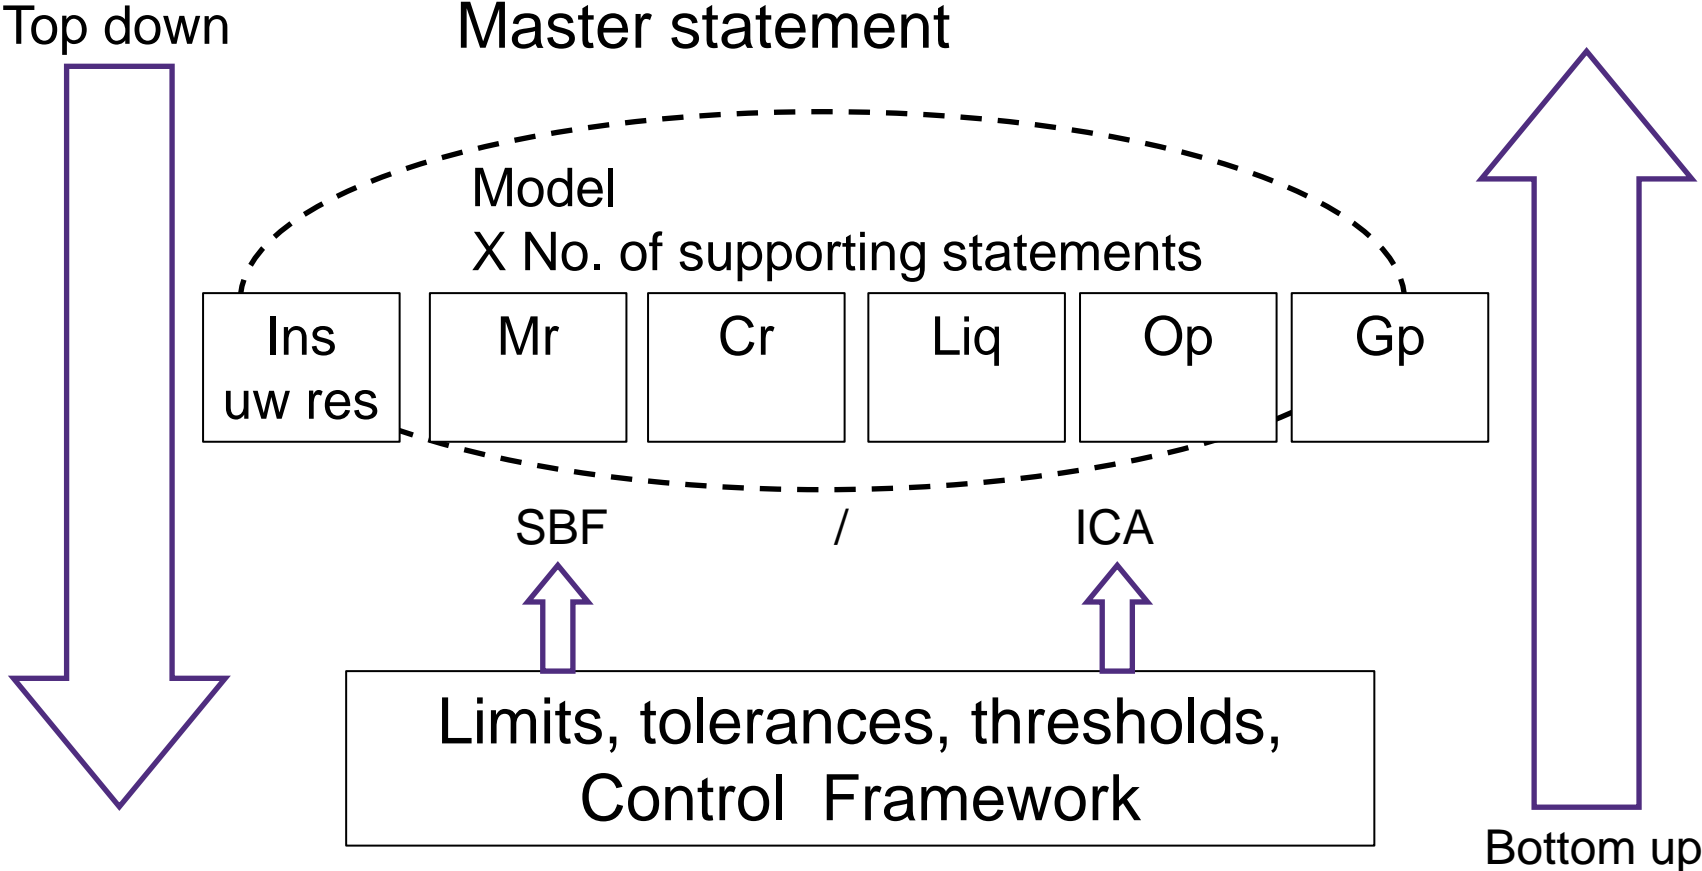 Top down
Master statement
Model
X No. of supporting statements
Ins
uw res
Mr
Cr
Liq
Op
Gp
SBF / ICA
Limits, tolerances, thresholds,
Control Framework
Bottom up